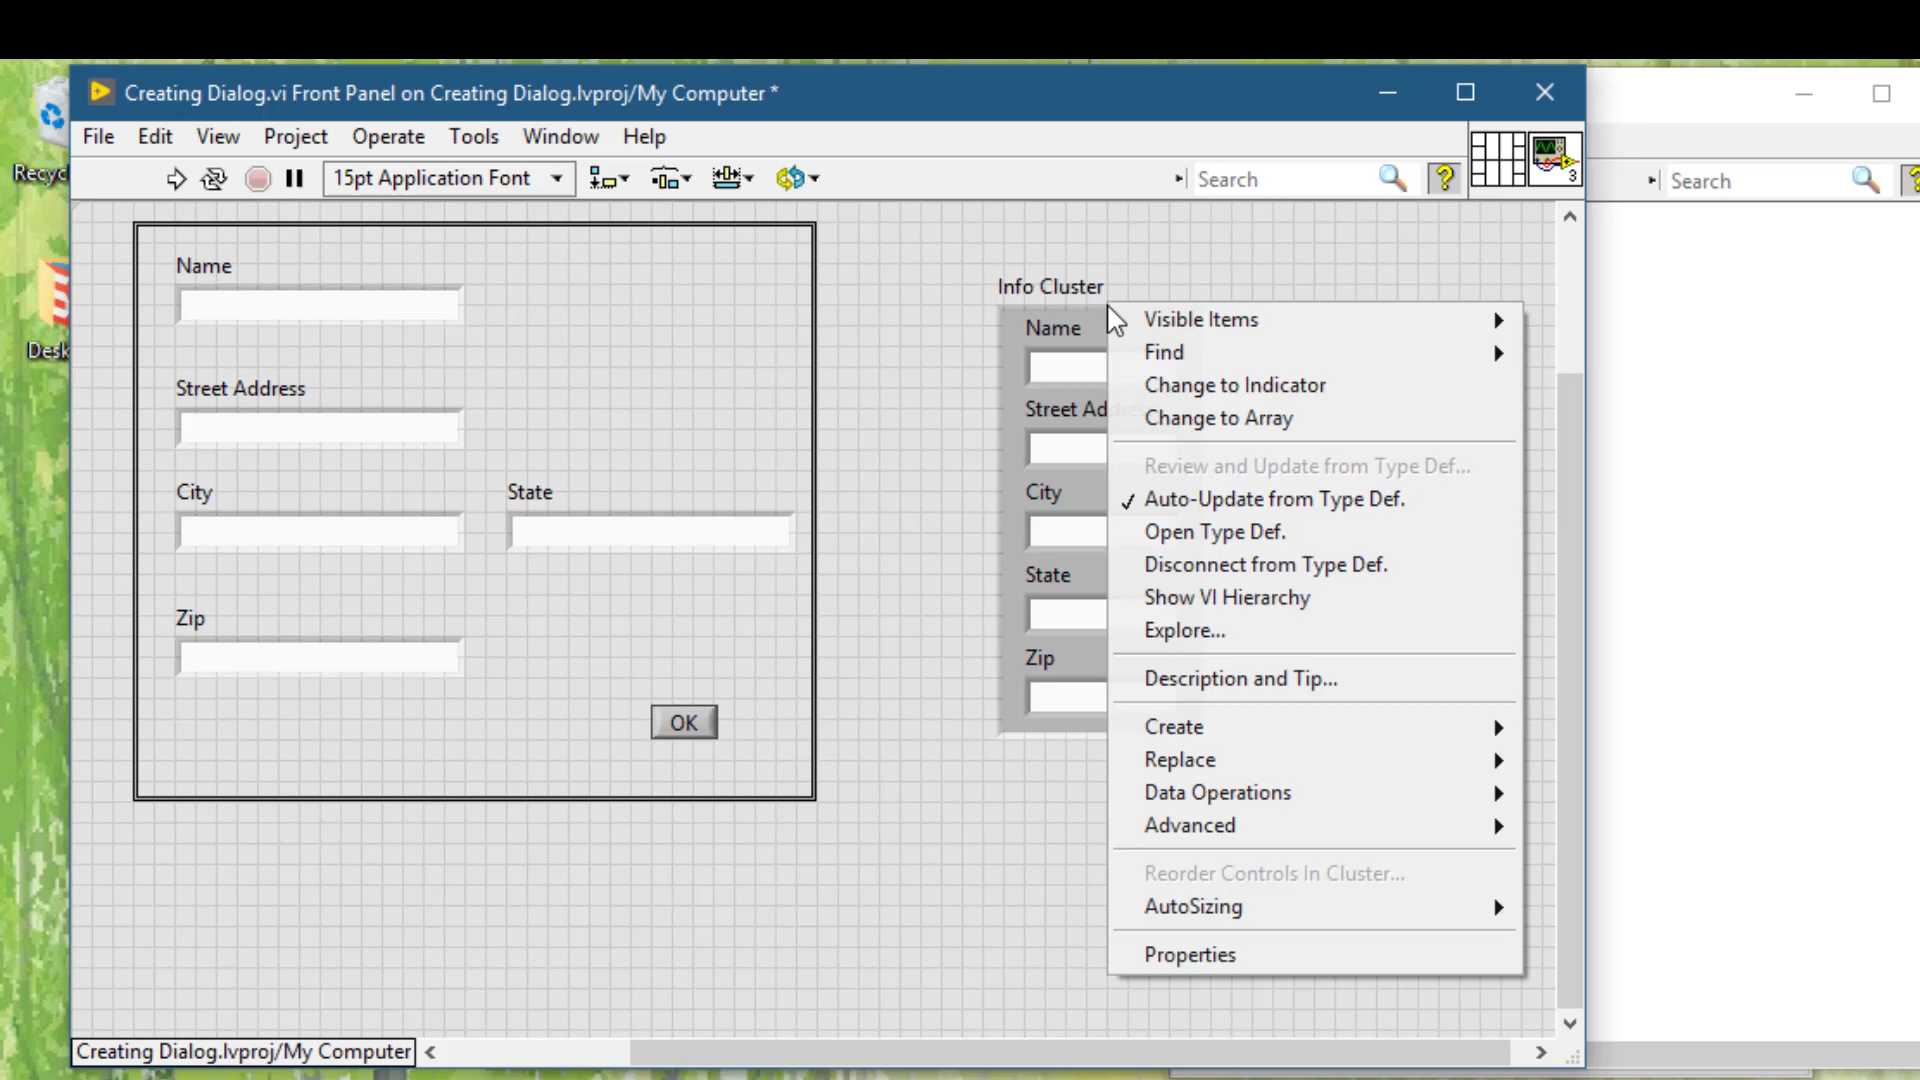 Creating Dialog.vi Front Panel on Creating Dialog.lvproj/My Computer *
File Edit View Project Operate Tools Window Help
15pt Application Font
Search
?
3
Search
Recycl
Desk
Name
Street Address
City
State
Zip
OK
Info Cluster
Name
Street Addres
City
State
Zip
Visible Items
Find
Change to Indicator
Change to Array
Review and Update from Type Def...
Auto-Update from Type Def.
Open Type Def.
Disconnect from Type Def.
Show VI Hierarchy
Explore...
Description and Tip...
Create
Replace
Data Operations
Advanced
Reorder Controls In Cluster...
AutoSizing
Properties
Creating Dialog.lvproj/My Computer